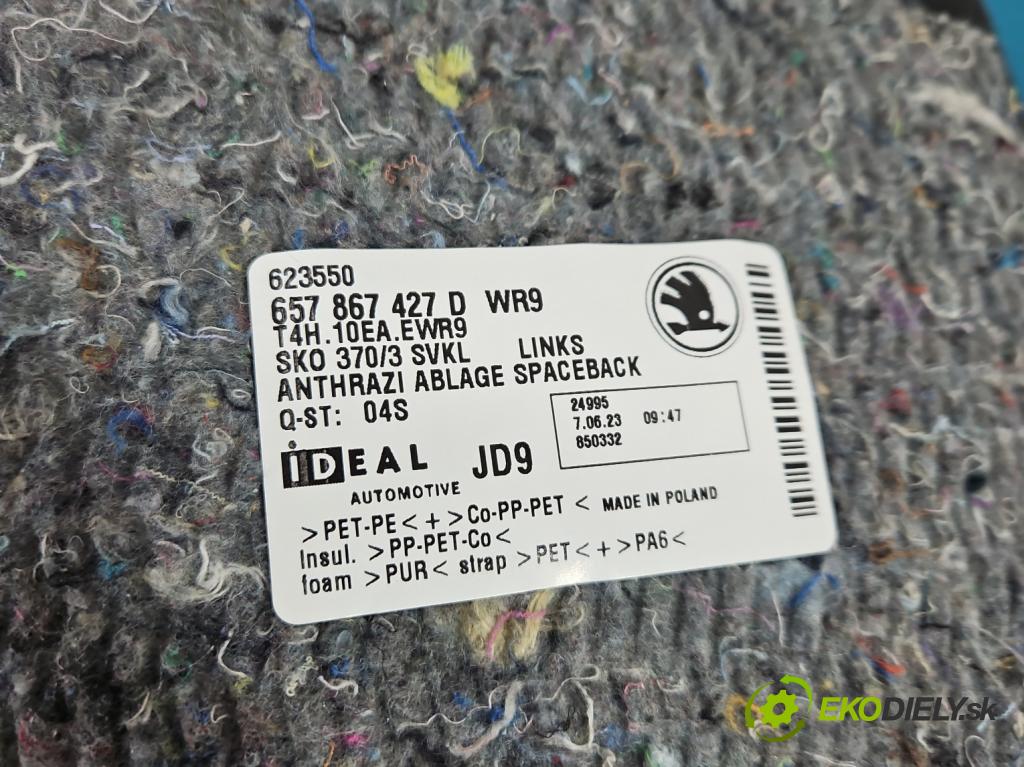 623550
657 867 427 D WR9
T4H.10EA.EWR9
SKO 370/3 SVKL LINKS
ANTHRAZI ABLAGE SPACEBACK
Q-ST: 04S
24995
7.06.23 09:47
850332
iDEAL JD9
AUTOMOTIVE
>PET-PE< + >Co-PP-PET < MADE IN POLAND
Insul. >PP-PET-Co<
foam >PUR< strap >PET< + >PA6<
EKODIELY.sk